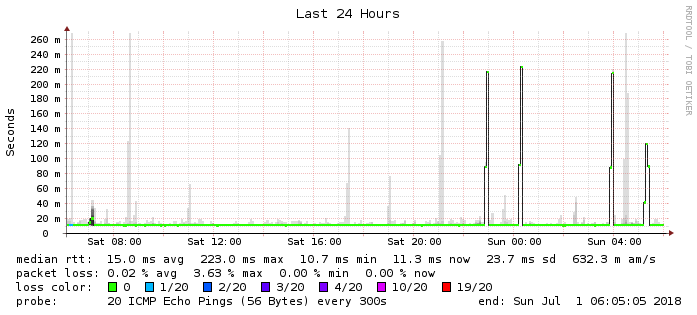 Last 24 Hours
RRDTOOL / TOBI OETIKER
Seconds
260 m
240 m
220 m
200 m
180 m
160 m
140 m
120 m
100 m
80 m
60 m
40 m
20 m
0
Sat 08:00 Sat 12:00 Sat 16:00 Sat 20:00 Sun 00:00 Sun 04:00
median rtt: 15.0 ms avg 223.0 ms max 10.7 ms min 11.3 ms now 23.7 ms sd 632.3 m am/s
packet loss: 0.02 % avg 3.63 % max 0.00 % min 0.00 % now
loss color: 0 1/20 2/20 3/20 4/20 10/20 19/20
probe: 20 ICMP Echo Pings (56 Bytes) every 300s end: Sun Jul 1 06:05:05 2018